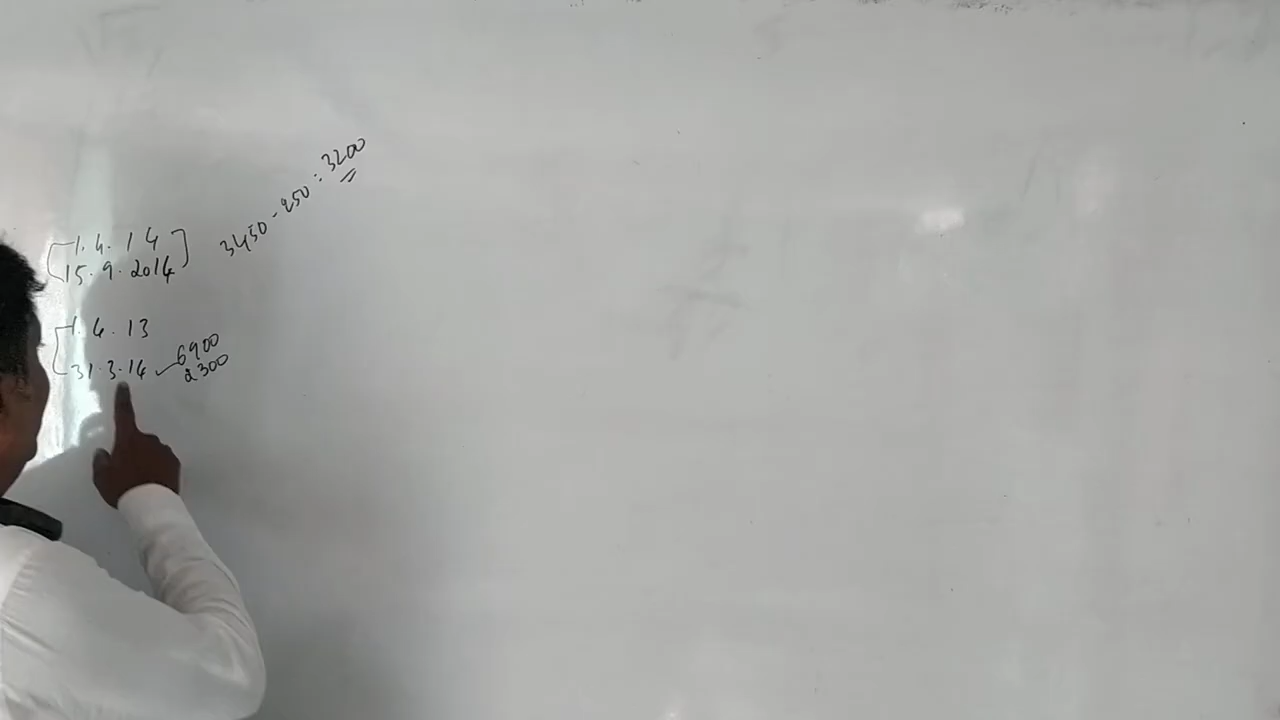 3450 - 250 : 3200
1. 4. 14
15. 9. 2014
1. 4. 13
31. 3. 14 6900
2300